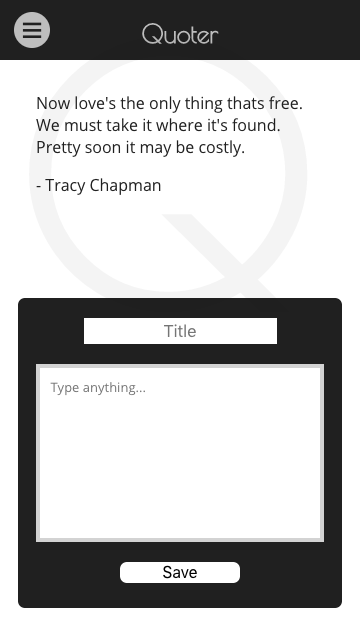 Quoter
Now love's the only thing thats free.
We must take it where it's found.
Pretty soon it may be costly.
- Tracy Chapman
Title
Type anything...
Save